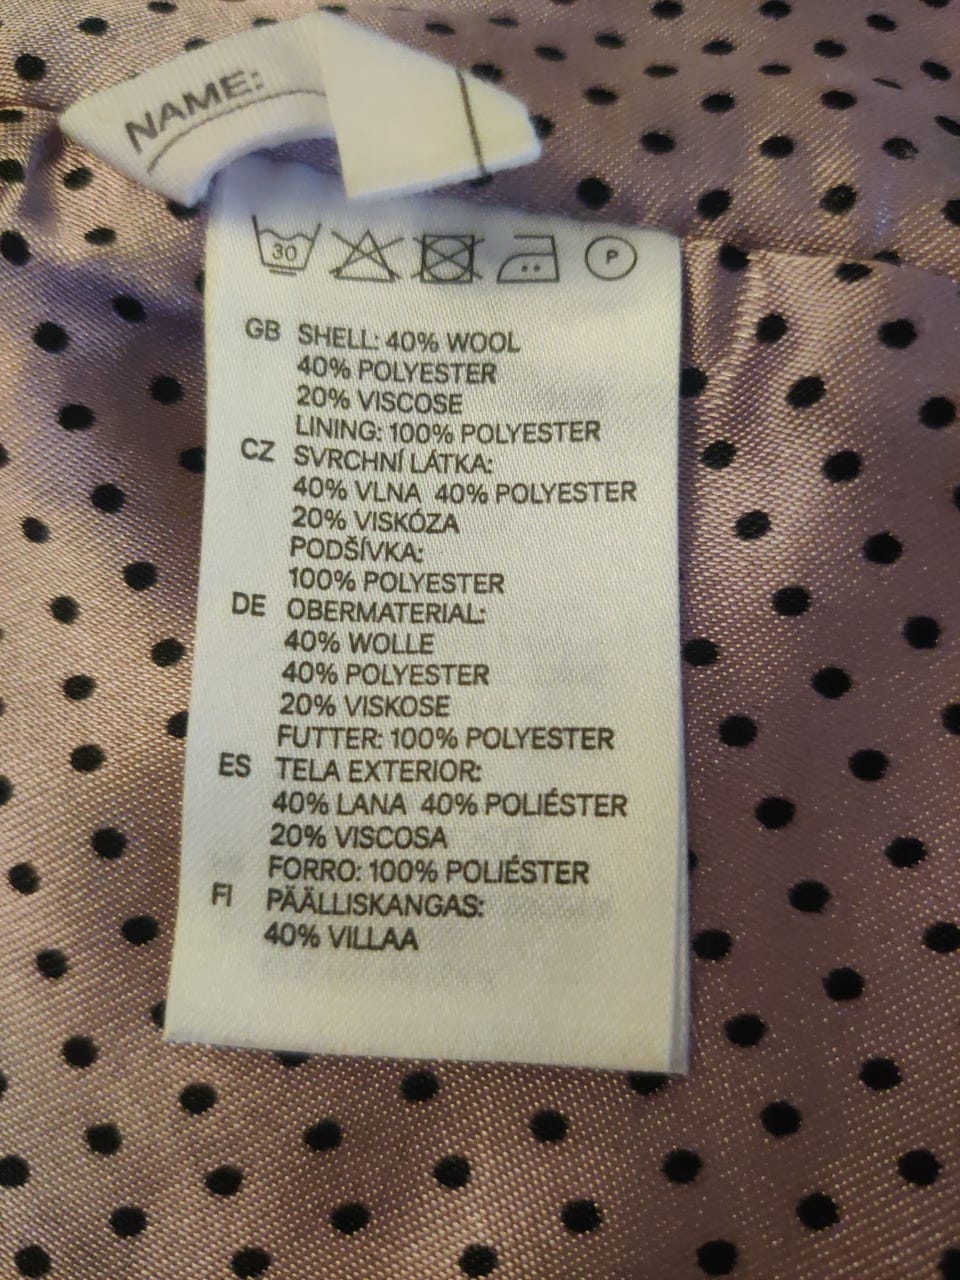 NAME:
30
P
GB SHELL: 40% WOOL
40% POLYESTER
20% VISCOSE
LINING: 100% POLYESTER
CZ SVRCHNÍ LÁTKA:
40% VLNA 40% POLYESTER
20% VISKÓZA
PODŠÍVKA:
100% POLYESTER
DE OBERMATERIAL:
40% WOLLE
40% POLYESTER
20% VISKOSE
FUTTER: 100% POLYESTER
ES TELA EXTERIOR:
40% LANA 40% POLIÉSTER
20% VISCOSA
FORRO: 100% POLIÉSTER
FI PÄÄLLISKANGAS:
40% VILLAA